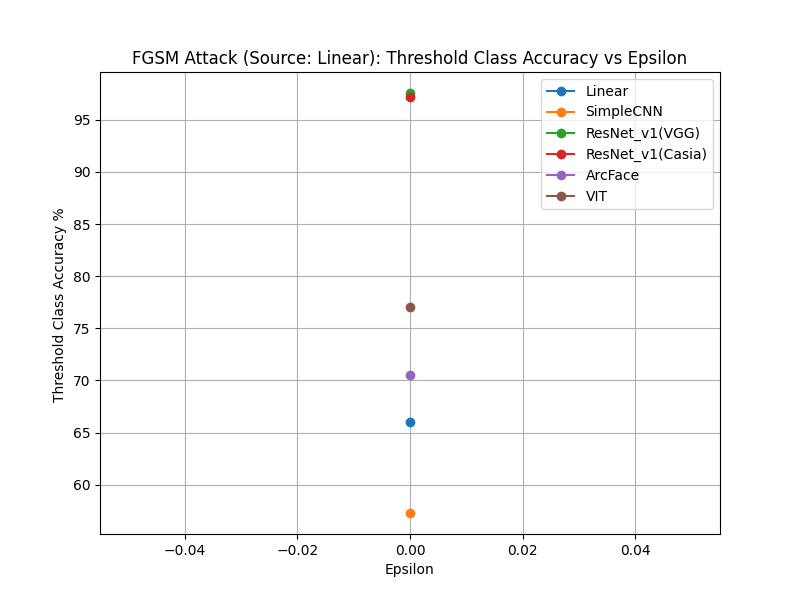 FGSM Attack (Source: Linear): Threshold Class Accuracy vs Epsilon
Linear
SimpleCNN
ResNet_v1(VGG)
ResNet_v1(Casia)
ArcFace
VIT
Threshold Class Accuracy %
95
90
85
80
75
70
65
60
−0.04
−0.02
0.00
0.02
0.04
Epsilon